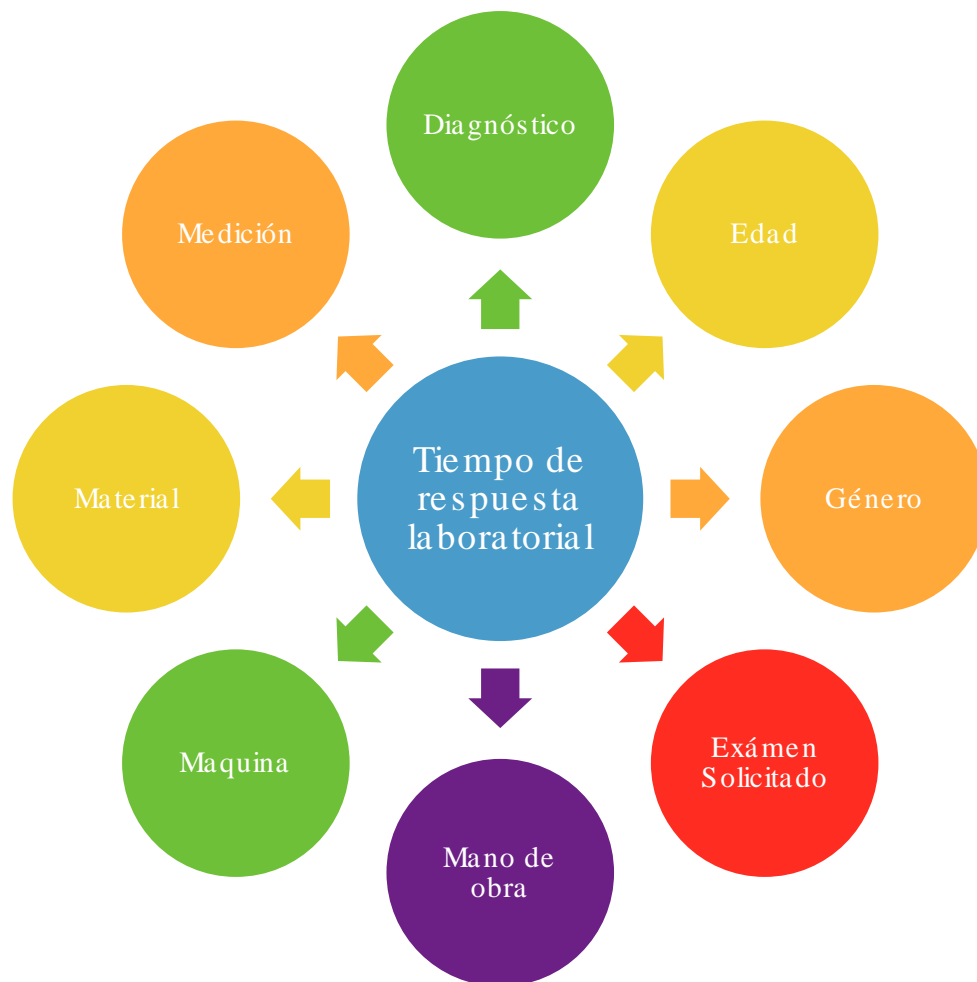 Diagnóstico
Edad
Género
Exámen
Solicitado
Mano de
obra
Maquina
Material
Medición
Tiempo de
respuesta
laboratorial